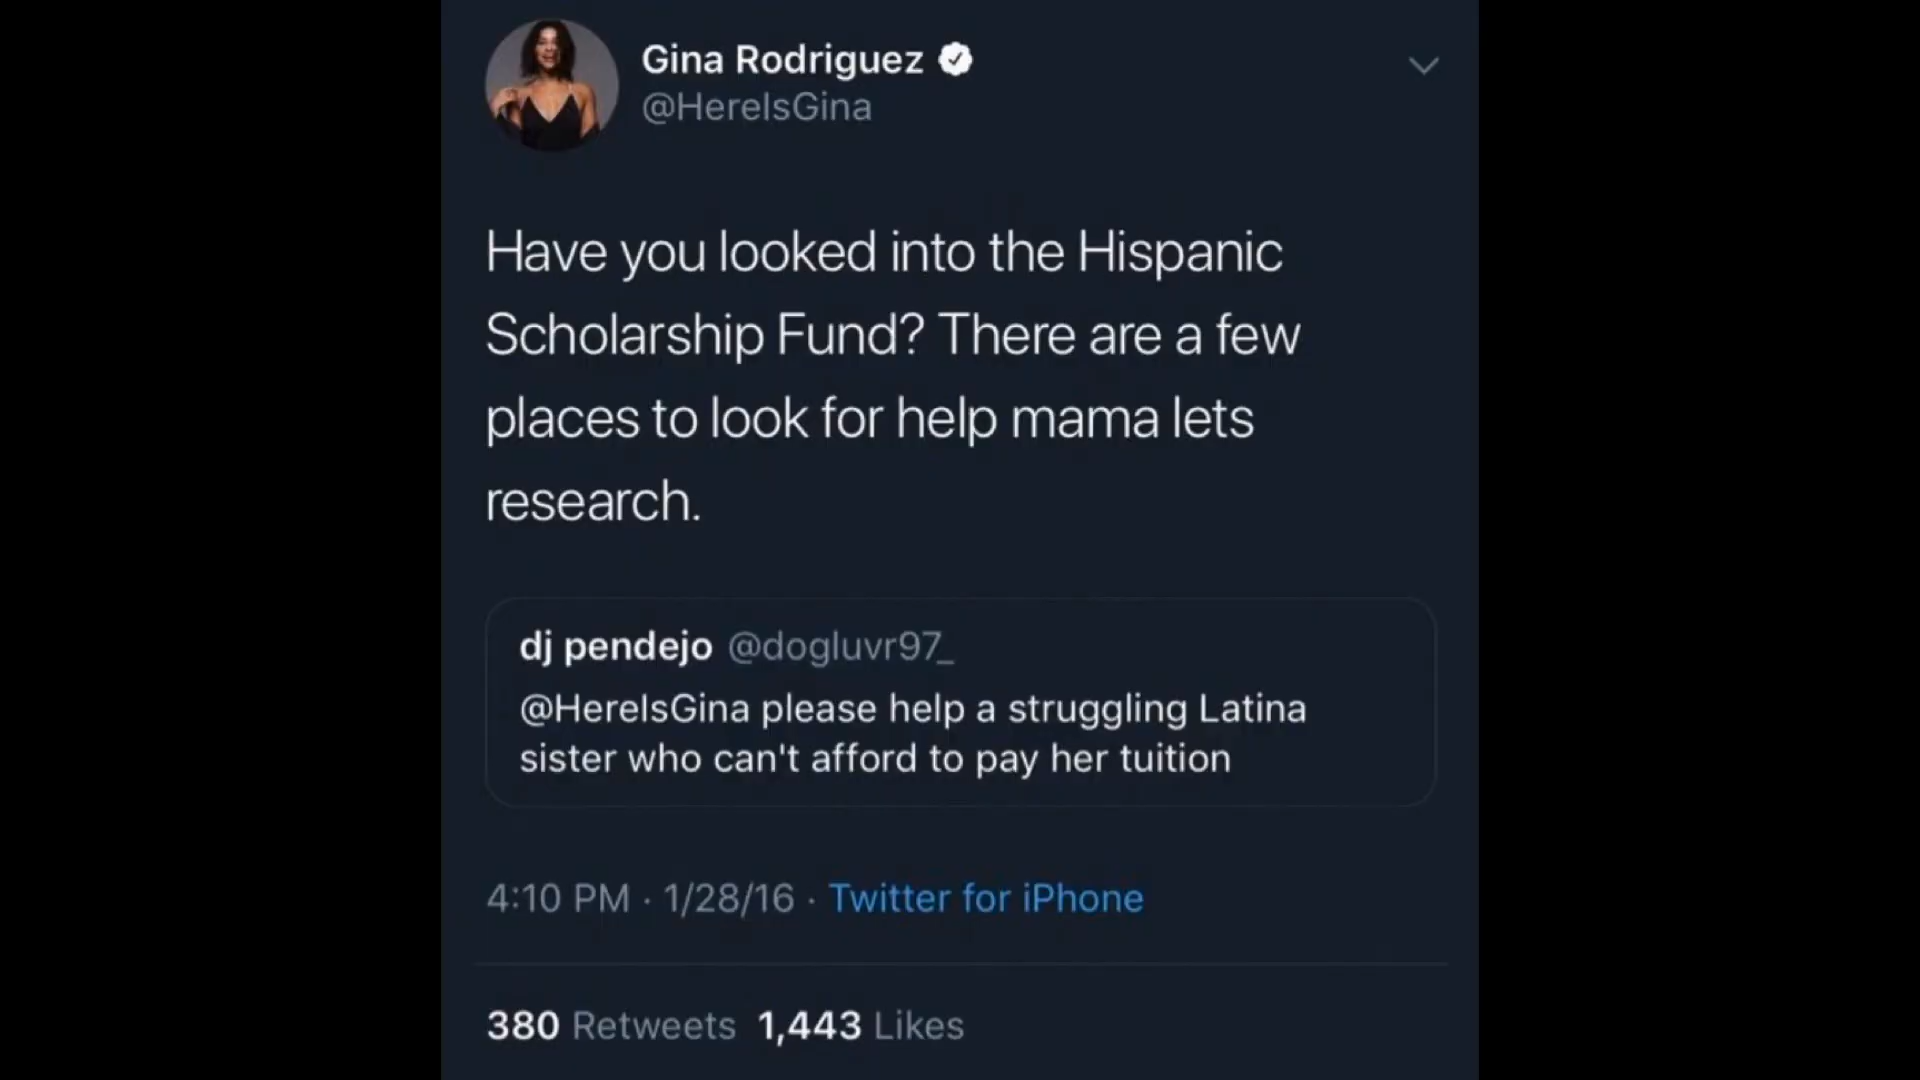 Gina Rodriguez
@HereIsGina
Have you looked into the Hispanic
Scholarship Fund? There are a few
places to look for help mama lets
research.
dj pendejo @dogluvr97_
@HereIsGina please help a struggling Latina
sister who can't afford to pay her tuition
4:10 PM · 1/28/16 · Twitter for iPhone
380 Retweets 1,443 Likes